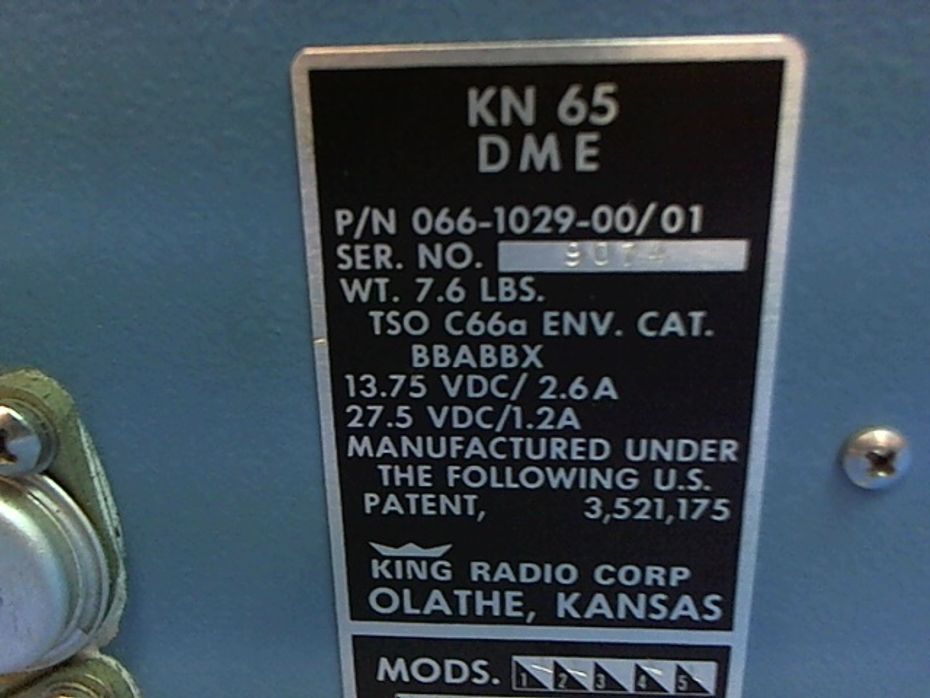 KN 65
DME
P/N 066-1029-00/01
SER. NO. 9074
WT. 7.6 LBS.
TSO C66a ENV. CAT.
BBABBX
13.75 VDC/ 2.6A
27.5 VDC/1.2A
MANUFACTURED UNDER
THE FOLLOWING U.S.
PATENT, 3,521,175
KING RADIO CORP
OLATHE, KANSAS
MODS. 1 2 3 4 5